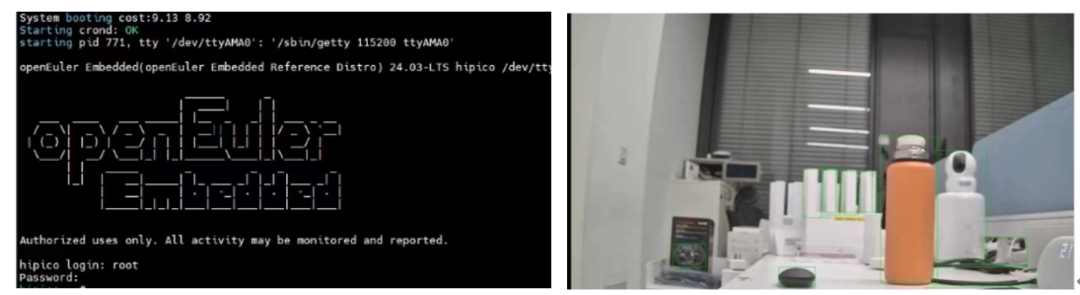 System booting cost:9.13 8.92
Starting crond: OK
starting pid 771, tty '/dev/ttyAMA0': '/sbin/getty 115200 ttyAMA0'
openEuler Embedded(openEuler Embedded Reference Distro) 24.03-LTS hipico /dev/tty
openEuler
Embedded
Authorized uses only. All activity may be monitored and reported.
hipico login: root
Password: